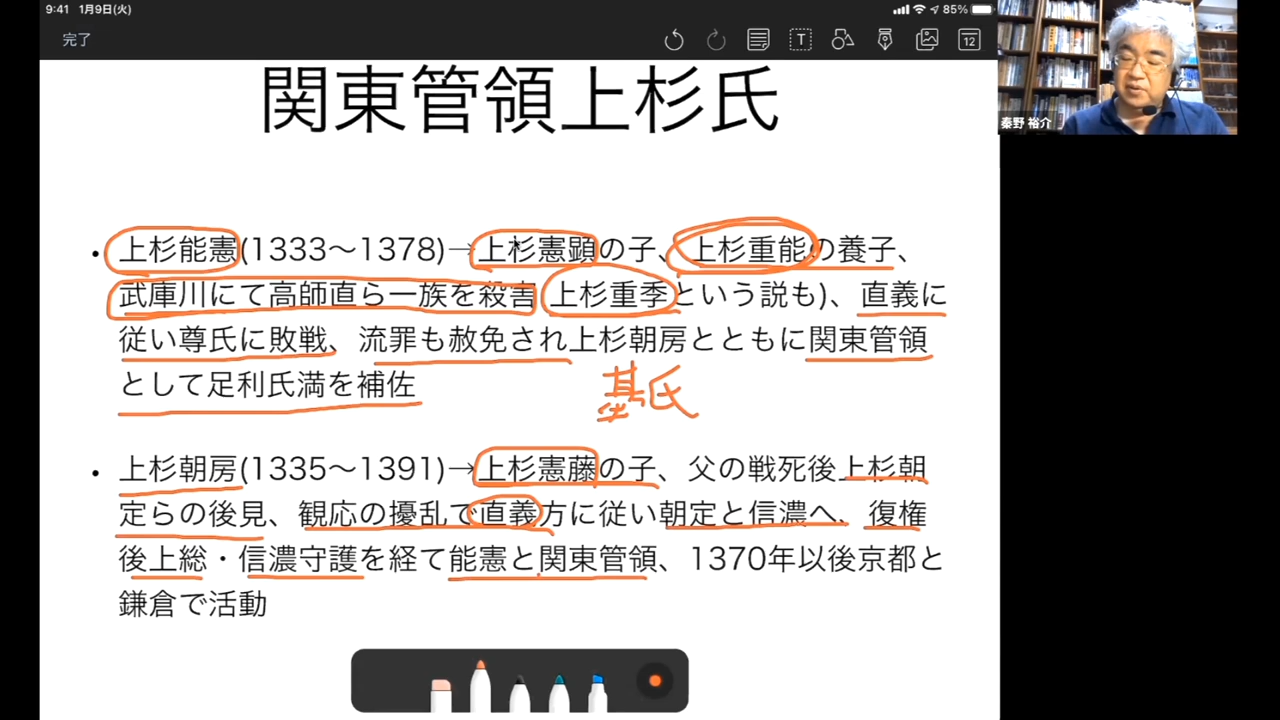 9:41 1月9日(火)
85%
完了
T
12
秦野 裕介
関東管領上杉氏
• 上杉能憲(1333〜1378)→上杉憲顕の子、上杉重能の養子、
武庫川にて高師直ら一族を殺害 上杉重季という説も)、直義に
従い尊氏に敗戦、流罪も赦免され上杉朝房とともに関東管領
として足利氏満を補佐
基氏
• 上杉朝房(1335〜1391)→上杉憲藤の子、父の戦死後上杉朝
定らの後見、観応の擾乱で直義方に従い朝定と信濃へ、復権
後上総・信濃守護を経て能憲と関東管領、1370年以後京都と
鎌倉で活動